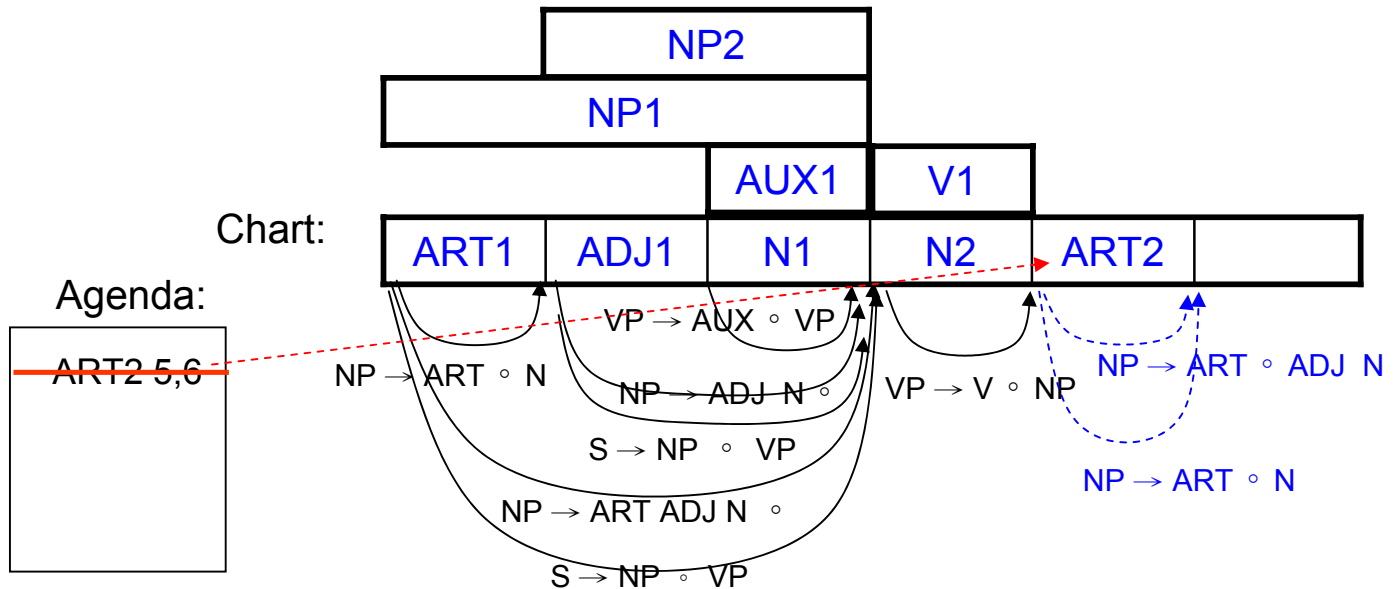 NP2
NP1
AUX1 V1
Chart:
ART1 ADJ1 N1 N2 ART2
Agenda:
ART2 5,6
VP → AUX ∘ VP
NP → ART ∘ N
NP → ADJ N ∘
VP → V ∘ NP
NP → ART ∘ ADJ N
S → NP ∘ VP
NP → ART ∘ N
NP → ART ADJ N ∘
S → NP ∘ VP